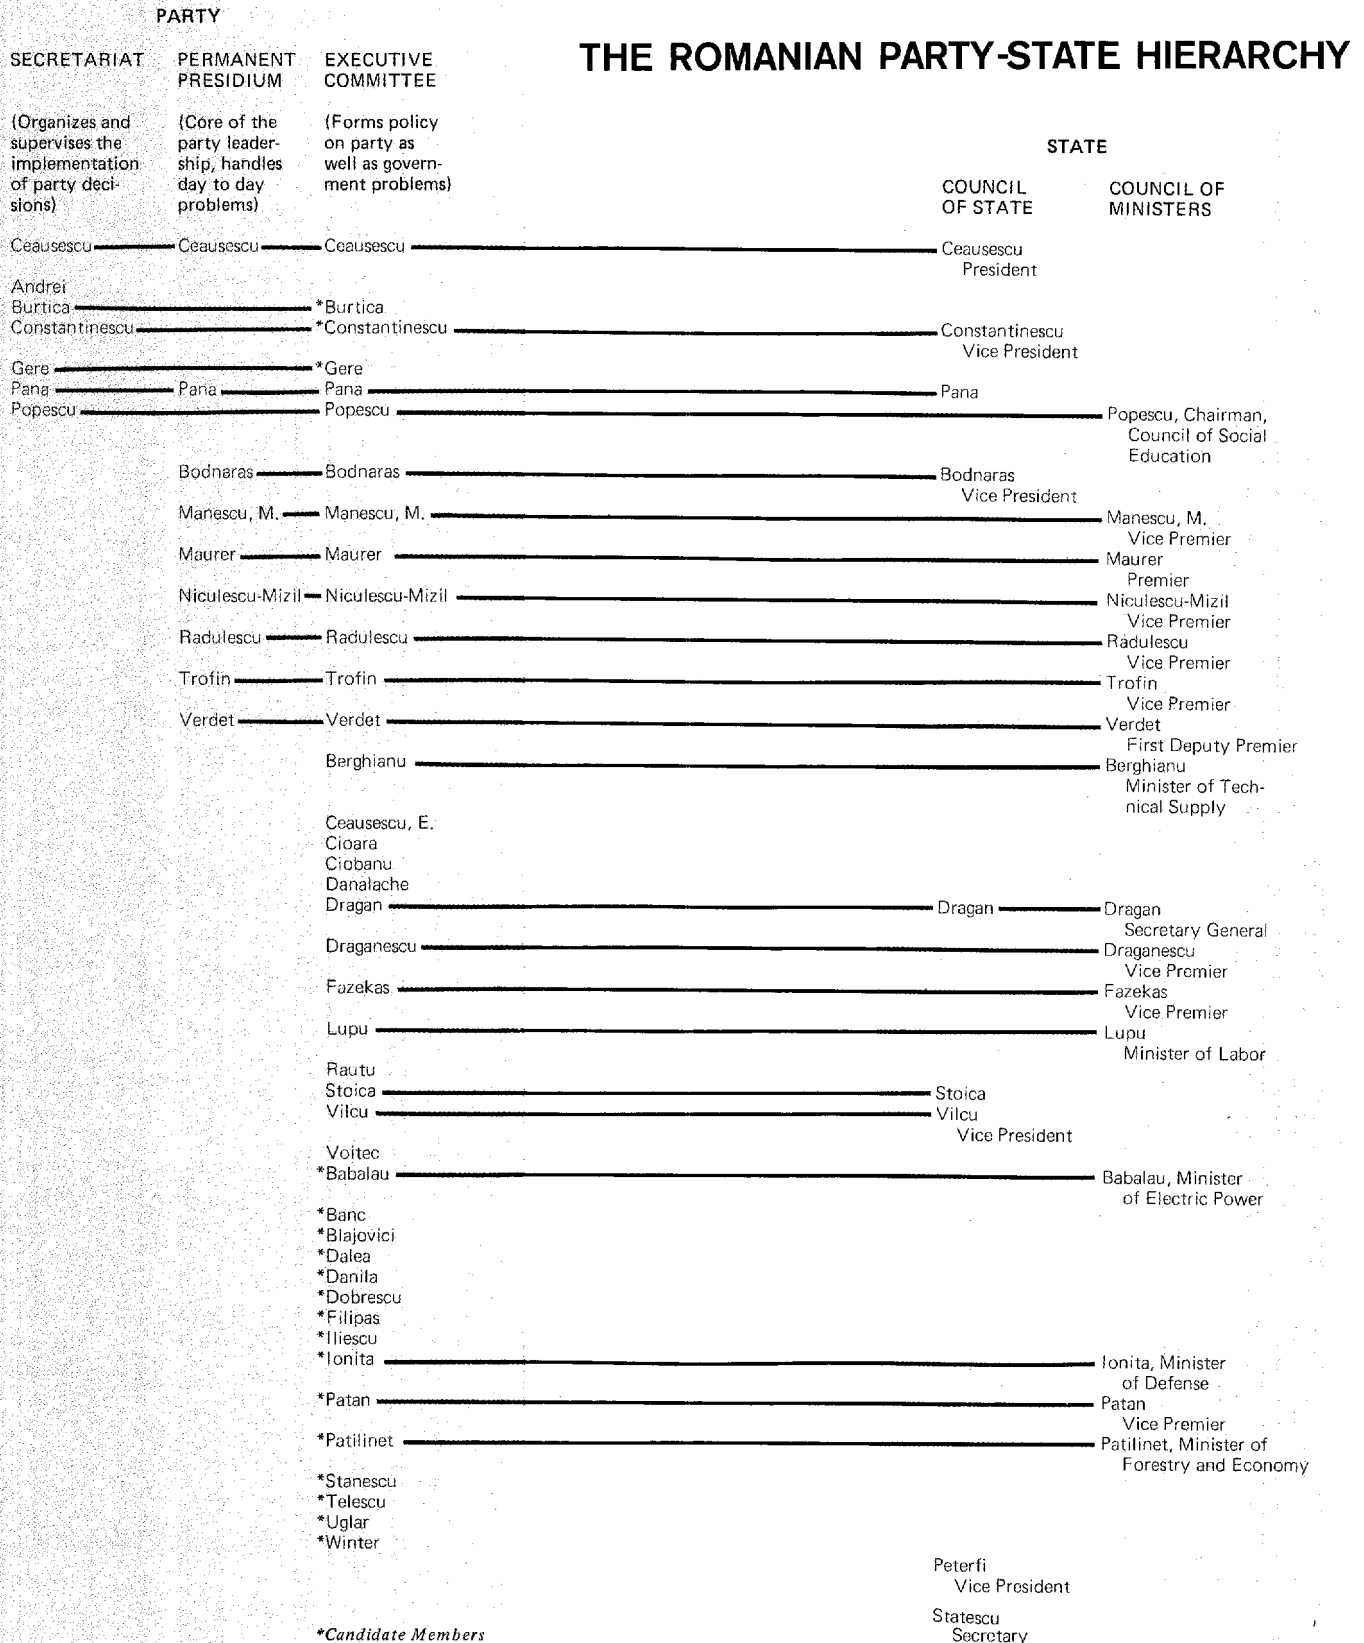 PARTY
THE ROMANIAN PARTY-STATE HIERARCHY
SECRETARIAT
(Organizes and
supervises the
implementation
of party deci-
sions)
PERMANENT
PRESIDIUM
(Core of the
party leader-
ship, handles
day to day
problems)
EXECUTIVE
COMMITTEE
(Forms policy
on party as
well as govern-
ment problems)
STATE
COUNCIL
OF STATE
COUNCIL OF
MINISTERS
Ceausescu Ceausescu Ceausescu Ceausescu
President
Andrei
Burtica *Burtica
Constantinescu *Constantinescu Constantinescu
Vice President
Gere *Gere
Pana Pana Pana Pana
Popescu Popescu Popescu, Chairman,
Council of Social
Education
Bodnaras Bodnaras Bodnaras
Vice President
Manescu, M. Manescu, M. Manescu, M.
Vice Premier
Maurer Maurer Maurer
Premier
Niculescu-Mizil Niculescu-Mizil Niculescu-Mizil
Vice Premier
Radulescu Radulescu Radulescu
Vice Premier
Trofin Trofin Trofin
Vice Premier
Verdet Verdet Verdet
First Deputy Premier
Berghianu Berghianu
Minister of Tech-
nical Supply
Ceausescu, E.
Cioara
Ciobanu
Danalache
Dragan Dragan Dragan
Secretary General
Draganescu Draganescu
Vice Premier
Fazekas Fazekas
Vice Premier
Lupu Lupu
Minister of Labor
Rautu
Stoica Stoica
Vilcu Vilcu
Vice President
Voitec
*Babalau Babalau, Minister
of Electric Power
*Banc
*Blajovici
*Dalea
*Danila
*Dobrescu
*Filipas
*Iliescu
*Ionita Ionita, Minister
of Defense
*Patan Patan
Vice Premier
*Patilinet Patilinet, Minister of
Forestry and Economy
*Stanescu
*Telescu
*Uglar
*Winter
Peterfi
Vice President
Statescu
Secretary
*Candidate Members